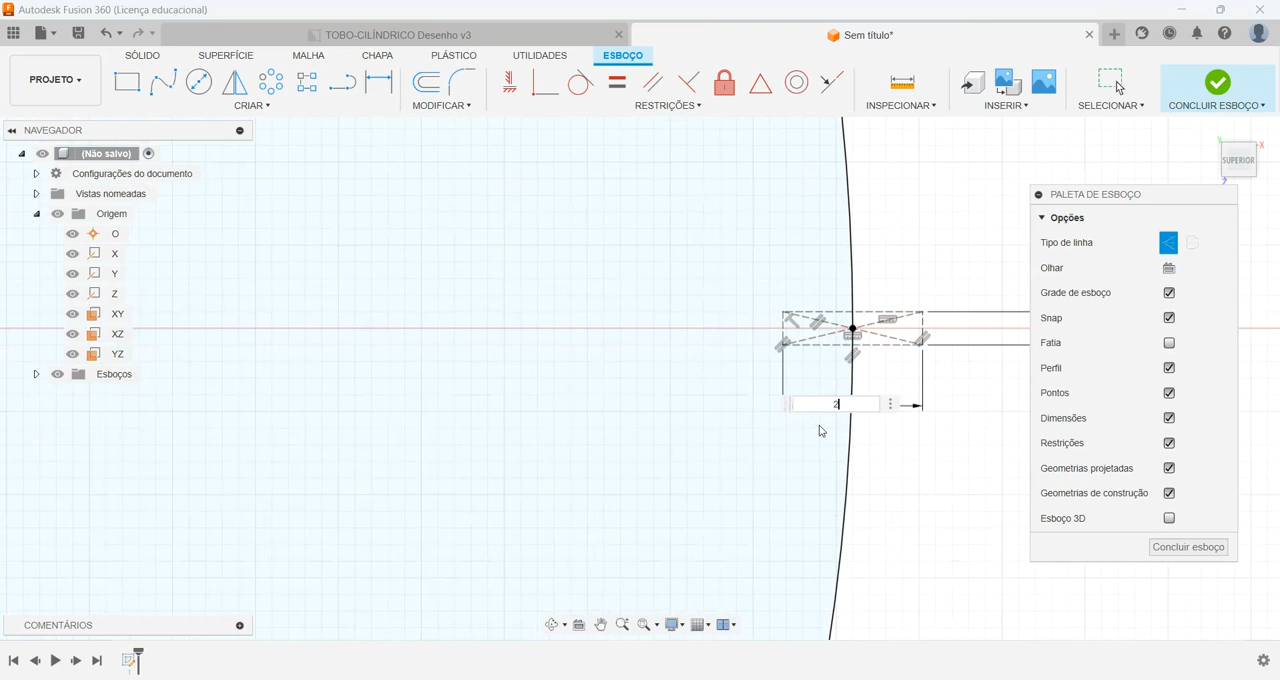 Autodesk Fusion 360 (Licença educacional)
TOBO-CILÍNDRICO Desenho v3
Sem título*
SÓLIDO SUPERFÍCIE MALHA CHAPA PLÁSTICO UTILIDADES ESBOÇO
PROJETO
CRIAR MODIFICAR RESTRIÇÕES INSPECIONAR INSERIR SELECIONAR CONCLUIR ESBOÇO
NAVEGADOR
(Não salvo)
Configurações do documento
Vistas nomeadas
Origem
O
X
Y
Z
XY
XZ
YZ
Esboços
Y
X
SUPERIOR
Z
PALETA DE ESBOÇO
Opções
Tipo de linha
Olhar
Grade de esboço
Snap
Fatia
Perfil
Pontos
Dimensões
Restrições
Geometrias projetadas
Geometrias de construção
Esboço 3D
Concluir esboço
2
COMENTÁRIOS